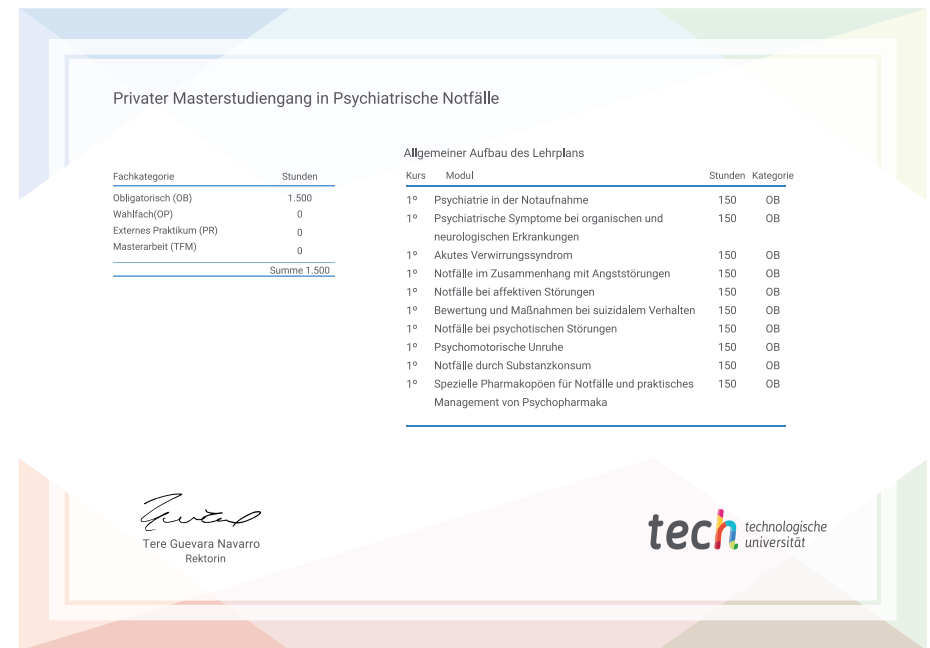 Privater Masterstudiengang in Psychiatrische Notfälle
Fachkategorie Stunden
Obligatorisch (OB) 1.500
Wahlfach(OP) 0
Externes Praktikum (PR) 0
Masterarbeit (TFM) 0
Summe 1.500
Allgemeiner Aufbau des Lehrplans
Kurs Modul Stunden Kategorie
1º Psychiatrie in der Notaufnahme 150 OB
1º Psychiatrische Symptome bei organischen und 150 OB
neurologischen Erkrankungen
1º Akutes Verwirrungssyndrom 150 OB
1º Notfälle im Zusammenhang mit Angststörungen 150 OB
1º Notfälle bei affektiven Störungen 150 OB
1º Bewertung und Maßnahmen bei suizidalem Verhalten 150 OB
1º Notfälle bei psychotischen Störungen 150 OB
1º Psychomotorische Unruhe 150 OB
1º Notfälle durch Substanzkonsum 150 OB
1º Spezielle Pharmakopöen für Notfälle und praktisches 150 OB
Management von Psychopharmaka
Tere Guevara Navarro
Rektorin
tech technologische
universität